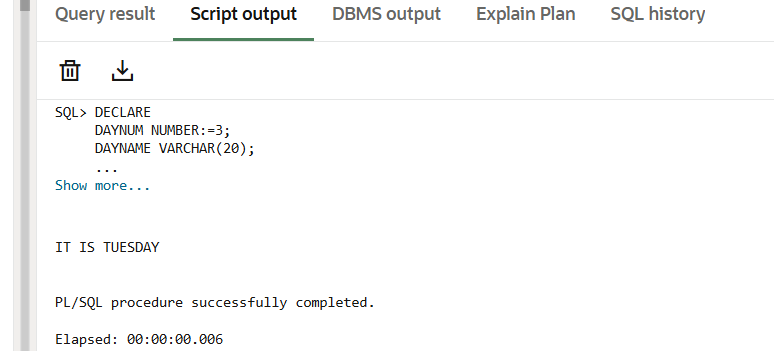 Query result Script output DBMS output Explain Plan SQL history
SQL> DECLARE
DAYNUM NUMBER:=3;
DAYNAME VARCHAR(20);
...
Show more...
IT IS TUESDAY
PL/SQL procedure successfully completed.
Elapsed: 00:00:00.006